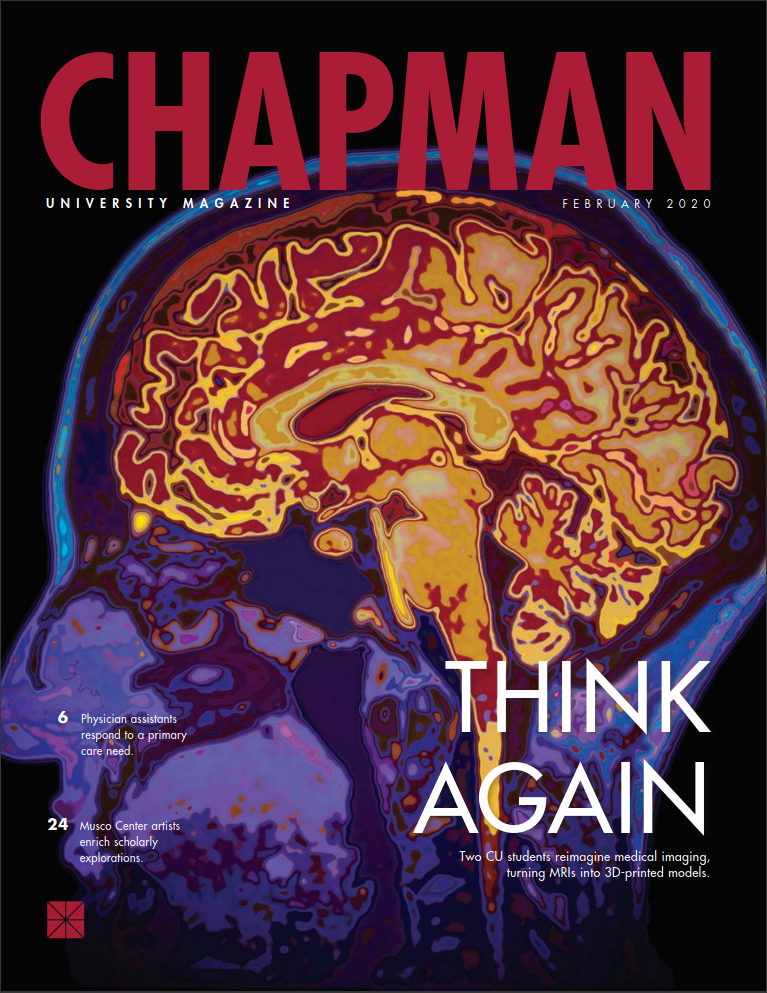 CHAPMAN
UNIVERSITY MAGAZINE
FEBRUARY 2020
THINK
AGAIN
Two CU students reimagine medical imaging,
turning MRIs into 3D-printed models.
6 Physician assistants
respond to a primary
care need.
24 Musco Center artists
enrich scholarly
explorations.